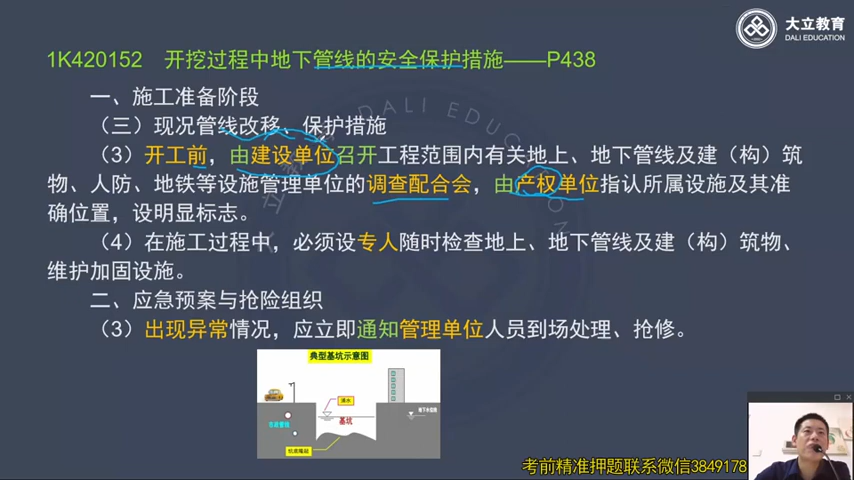 大立教育
DALI EDUCATION
1K420152 开挖过程中地下管线的安全保护措施——P438
一、施工准备阶段
（三）现况管线改移、保护措施
（3）开工前，由建设单位召开工程范围内有关地上、地下管线及建（构）筑
物、人防、地铁等设施管理单位的调查配合会，由产权单位指认所属设施及其准
确位置，设明显标志。
（4）在施工过程中，必须设专人随时检查地上、地下管线及建（构）筑物、
维护加固设施。
二、应急预案与抢险组织
（3）出现异常情况，应立即通知管理单位人员到场处理、抢修。
典型基坑示意图
基坑
市政管线
坑底隆起
考前精准押题联系微信3849178